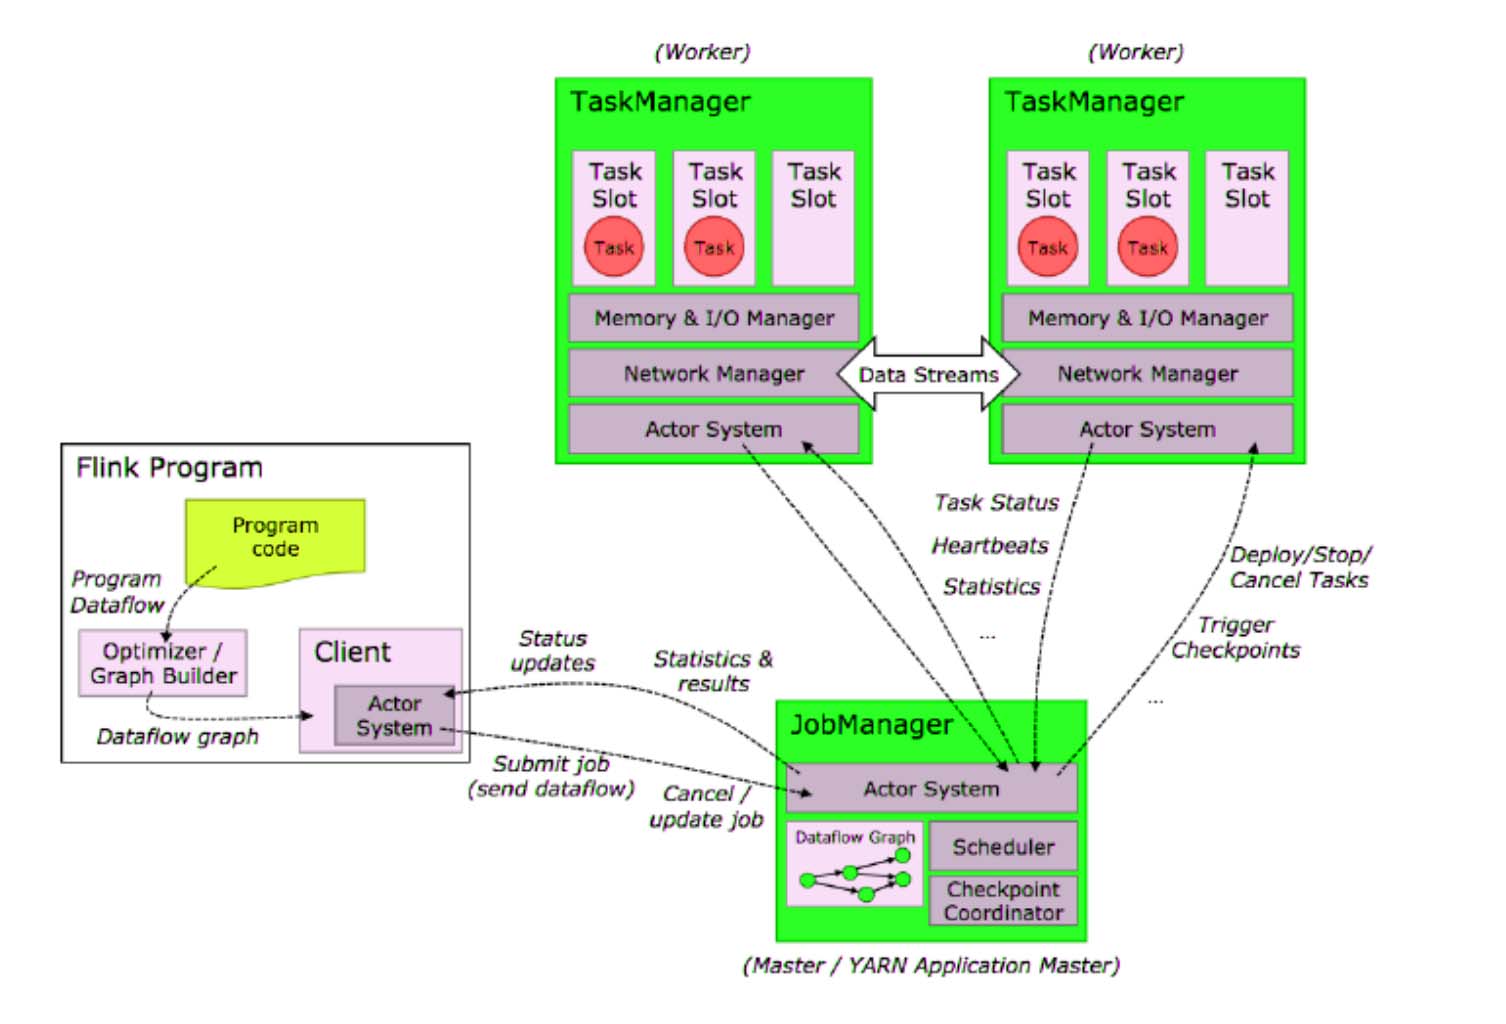 (Worker)
TaskManager
Task
Slot
Task
Task
Slot
Task
Task
Slot
Memory & I/O Manager
Network Manager
Actor System
(Worker)
TaskManager
Task
Slot
Task
Task
Slot
Task
Task
Slot
Memory & I/O Manager
Network Manager
Actor System
Data Streams
Flink Program
Program
code
Program
Dataflow
Optimizer /
Graph Builder
Dataflow graph
Client
Actor
System
Status
updates
Statistics &
results
Submit job
(send dataflow)
Cancel /
update job
Task Status
Heartbeats
Statistics
...
Deploy/Stop/
Cancel Tasks
Trigger
Checkpoints
...
JobManager
Actor System
Dataflow Graph
Scheduler
Checkpoint
Coordinator
(Master / YARN Application Master)